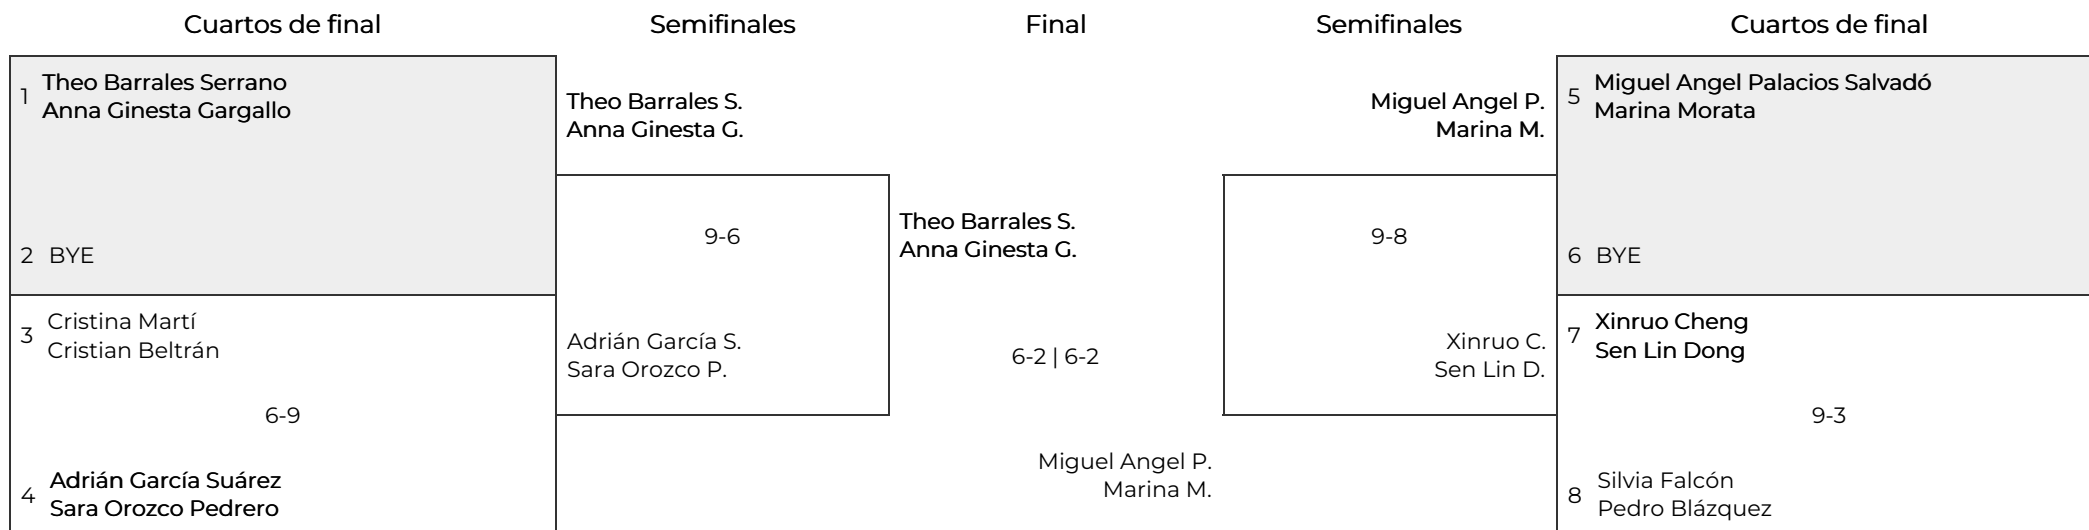 Cuartos de final
Semifinales
Final
Semifinales
Cuartos de final
1
Theo Barrales Serrano
Anna Ginesta Gargallo
2 BYE
3
Cristina Martí
Cristian Beltrán
6-9
4
Adrián García Suárez
Sara Orozco Pedrero
Theo Barrales S.
Anna Ginesta G.
9-6
Adrián García S.
Sara Orozco P.
Theo Barrales S.
Anna Ginesta G.
6-2 | 6-2
Miguel Angel P.
Marina M.
Miguel Angel P.
Marina M.
9-8
Xinruo C.
Sen Lin D.
5
Miguel Angel Palacios Salvadó
Marina Morata
6 BYE
7
Xinruo Cheng
Sen Lin Dong
9-3
8
Silvia Falcón
Pedro Blázquez